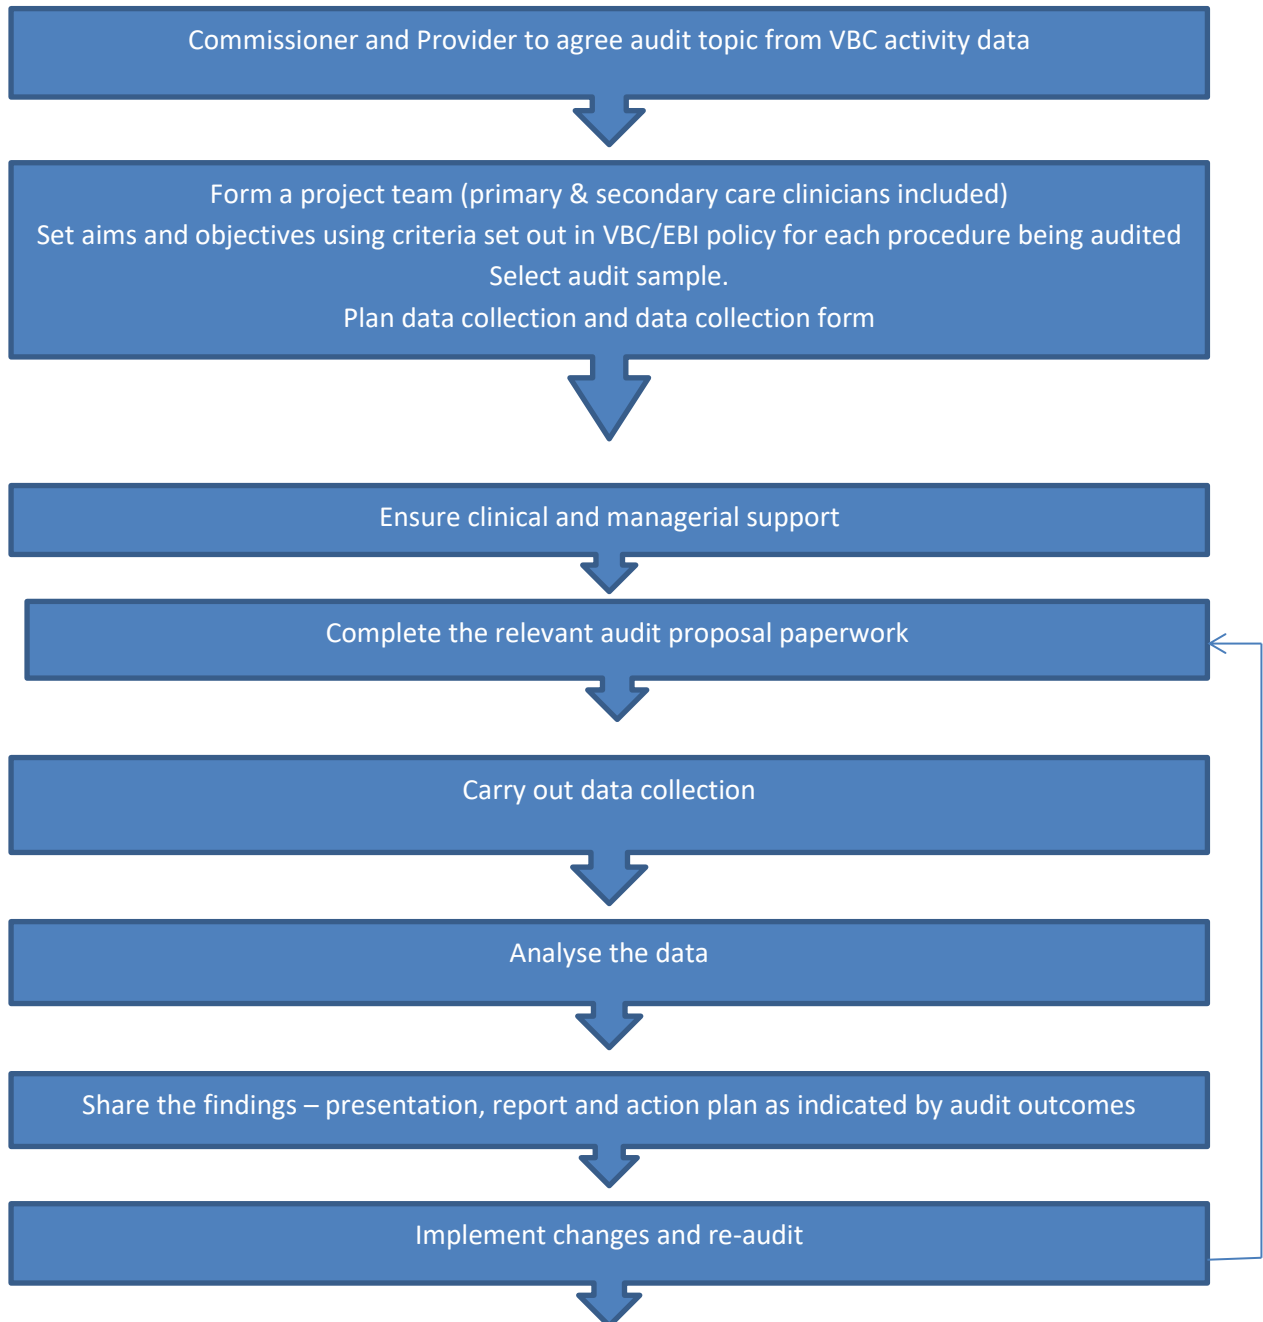 Commissioner and Provider to agree audit topic from VBC activity data
Form a project team (primary & secondary care clinicians included)
Set aims and objectives using criteria set out in VBC/EBI policy for each procedure being audited
Select audit sample.
Plan data collection and data collection form
Ensure clinical and managerial support
Complete the relevant audit proposal paperwork
Carry out data collection
Analyse the data
Share the findings – presentation, report and action plan as indicated by audit outcomes
Implement changes and re-audit